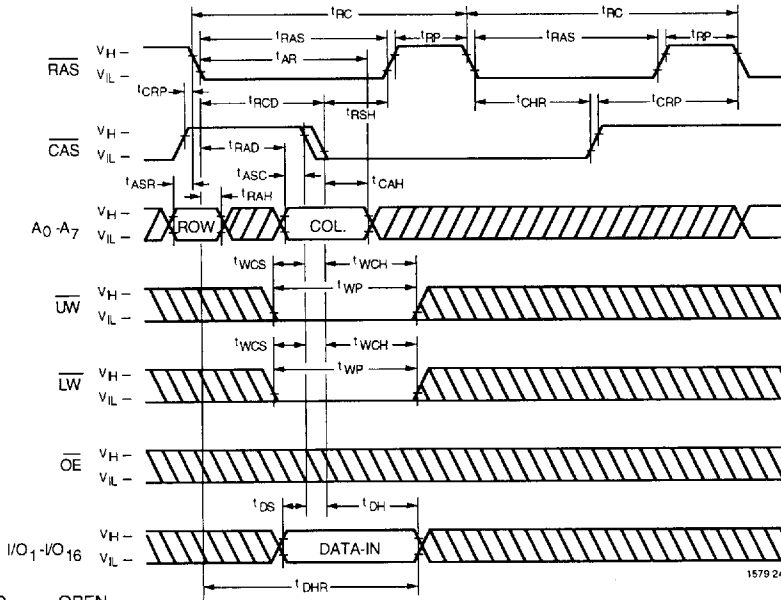 tRC tRC
tRAS tRP tRAS tRP
tAR
RAS VIH VIL
tCRP tRCD tRSH tCHR tCRP
CAS VIH VIL
tRAD tASC tCAH
tASR tRAH
A0 -A7 VIH VIL ROW COL.
tWCS tWCH
tWP
UW VIH VIL
tWCS tWCH
tWP
LW VIH VIL
OE VIH VIL
tDS tDH
I/O1-I/O16 VIH VIL DATA-IN
1579 24
tDHR
OPEN